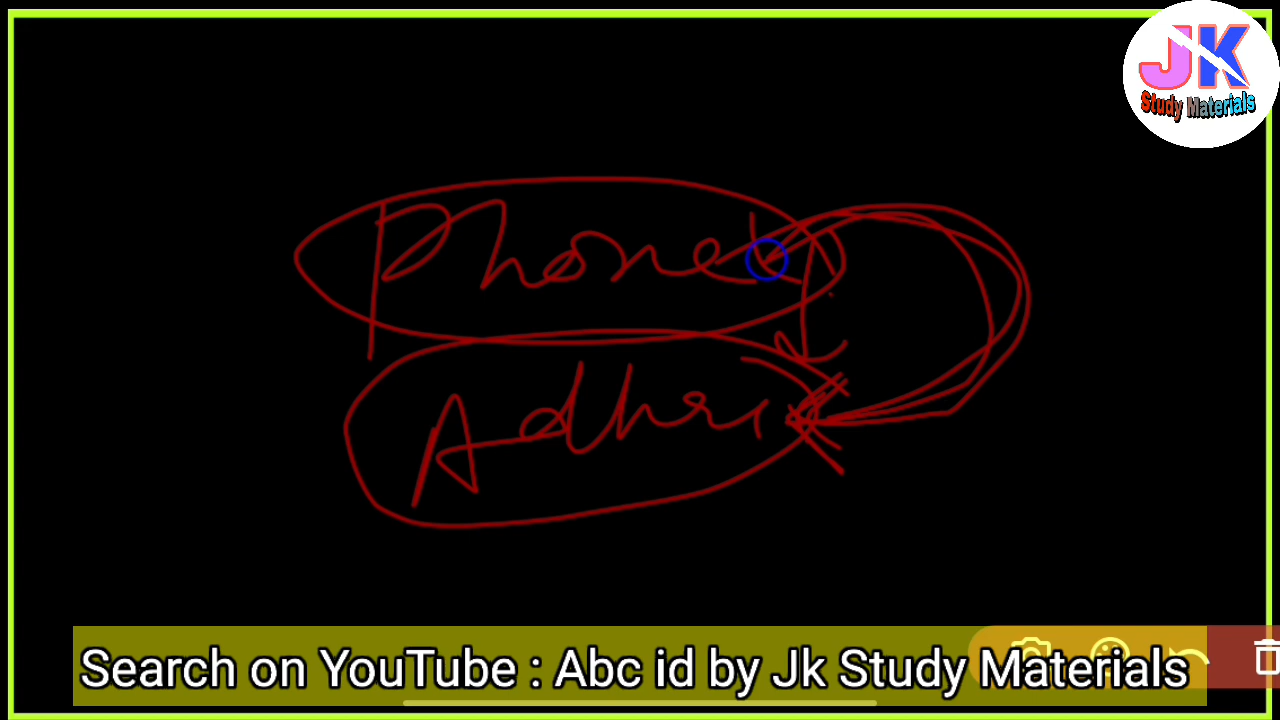 JK
Study Materials
Phone
Adhar
Search on YouTube : Abc id by Jk Study Materials